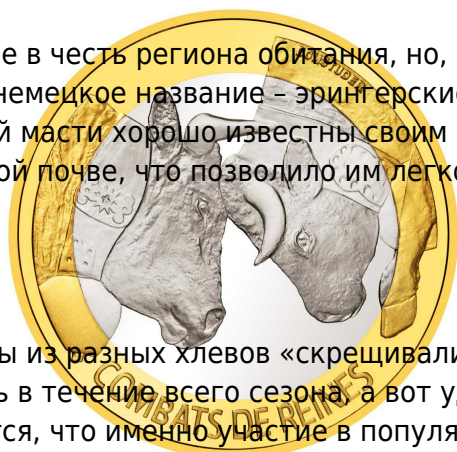 е в честь региона обитания, но,
немецкое название – эрингерские
й масти хорошо известны своим
ой почве, что позволило им легко
ы из разных хлевов «скрещивали
ь в течение всего сезона, а вот уд
тся, что именно участие в популя
COMBATS DE REINES